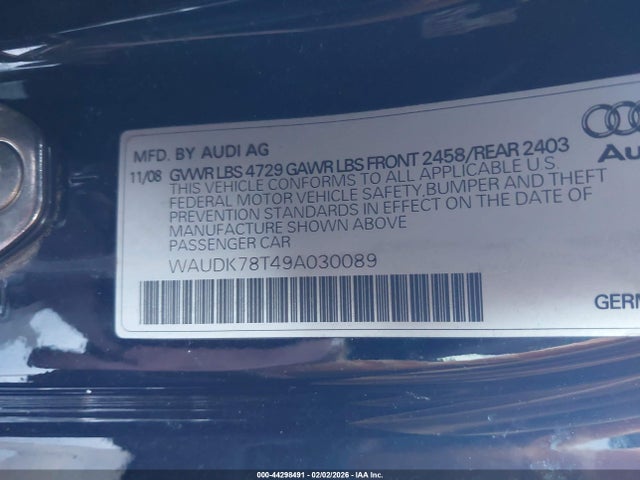 MFD. BY AUDI AG
11/08 GVWR LBS 4729 GAWR LBS FRONT 2458/REAR 2403
THIS VEHICLE CONFORMS TO ALL APPLICABLE U.S.
FEDERAL MOTOR VEHICLE SAFETY, BUMPER AND THEFT
PREVENTION STANDARDS IN EFFECT ON THE DATE OF
MANUFACTURE SHOWN ABOVE
PASSENGER CAR
WAUDK78T49A030089
000-44298491 - 02/02/2026 - IAA Inc.